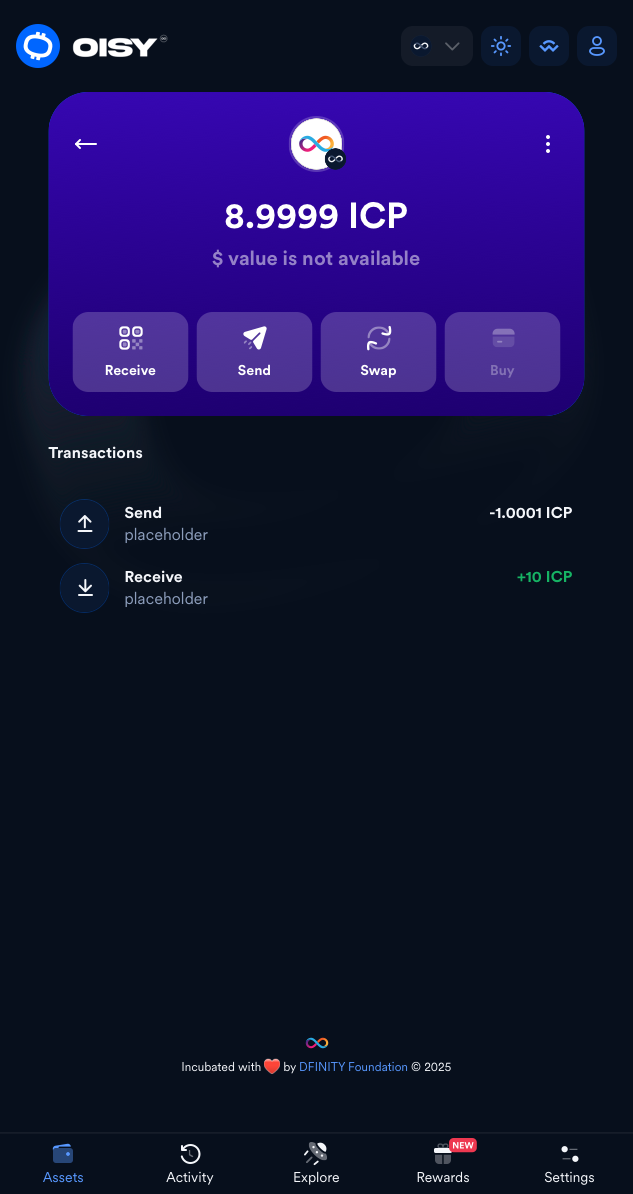 OISY
8.9999 ICP
$ value is not available
Receive
Send
Swap
Buy
Transactions
Send
-1.0001 ICP
placeholder
Receive
+10 ICP
placeholder
Incubated with ❤️ by DFINITY Foundation © 2025
NEW
Assets
Activity
Explore
Rewards
Settings